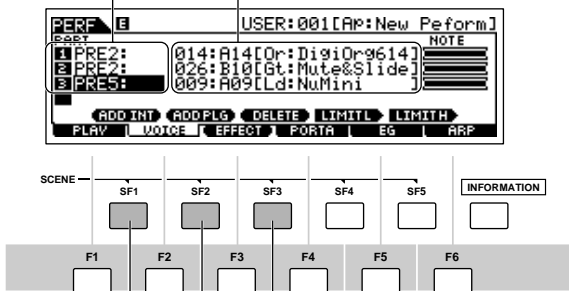 PERF E USER:001[AP:New Peform]
PART NOTE
1 PRE2: 014:A14[Or:DigiOrg614]
2 PRE2: 026:B10[Gt:Mute&Slide]
3 PRE5: 009:A09[Ld:NuMini ]
ADD INT ADD PLG DELETE LIMITL LIMITH
PLAY VOICE EFFECT PORTA EG ARP
SCENE SF1 SF2 SF3 SF4 SF5 INFORMATION
F1 F2 F3 F4 F5 F6